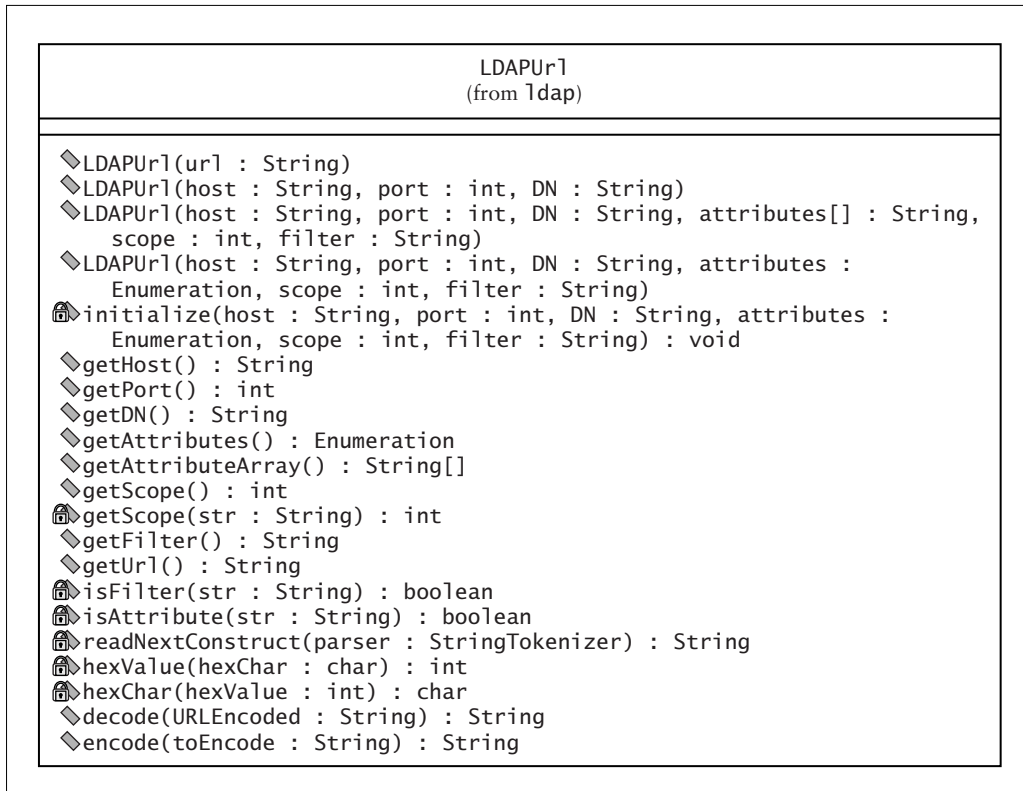 LDAPUrl
(from ldap)
LDAPUrl(url : String)
LDAPUrl(host : String, port : int, DN : String)
LDAPUrl(host : String, port : int, DN : String, attributes[] : String,
scope : int, filter : String)
LDAPUrl(host : String, port : int, DN : String, attributes :
Enumeration, scope : int, filter : String)
initialize(host : String, port : int, DN : String, attributes :
Enumeration, scope : int, filter : String) : void
getHost() : String
getPort() : int
getDN() : String
getAttributes() : Enumeration
getAttributeArray() : String[]
getScope() : int
getScope(str : String) : int
getFilter() : String
getUrl() : String
isFilter(str : String) : boolean
isAttribute(str : String) : boolean
readNextConstruct(parser : StringTokenizer) : String
hexValue(hexChar : char) : int
hexChar(hexValue : int) : char
decode(URLEncoded : String) : String
encode(toEncode : String) : String